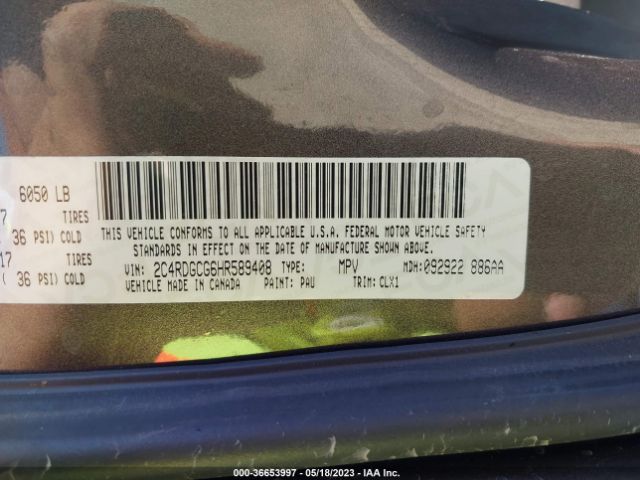 6050 LB
7 TIRES
36 PSI) COLD
17 TIRES
( 36 PSI) COLD
THIS VEHICLE CONFORMS TO ALL APPLICABLE U.S.A. FEDERAL MOTOR VEHICLE SAFETY
STANDARDS IN EFFECT ON THE DATE OF MANUFACTURE SHOWN ABOVE.
VIN: 2C4RDGCG6HR589408 TYPE: MPV MDH: 092922 886AA
VEHICLE MADE IN CANADA PAINT: PAU TRIM: CLX1
000-36653997 - 05/18/2023 - IAA Inc.